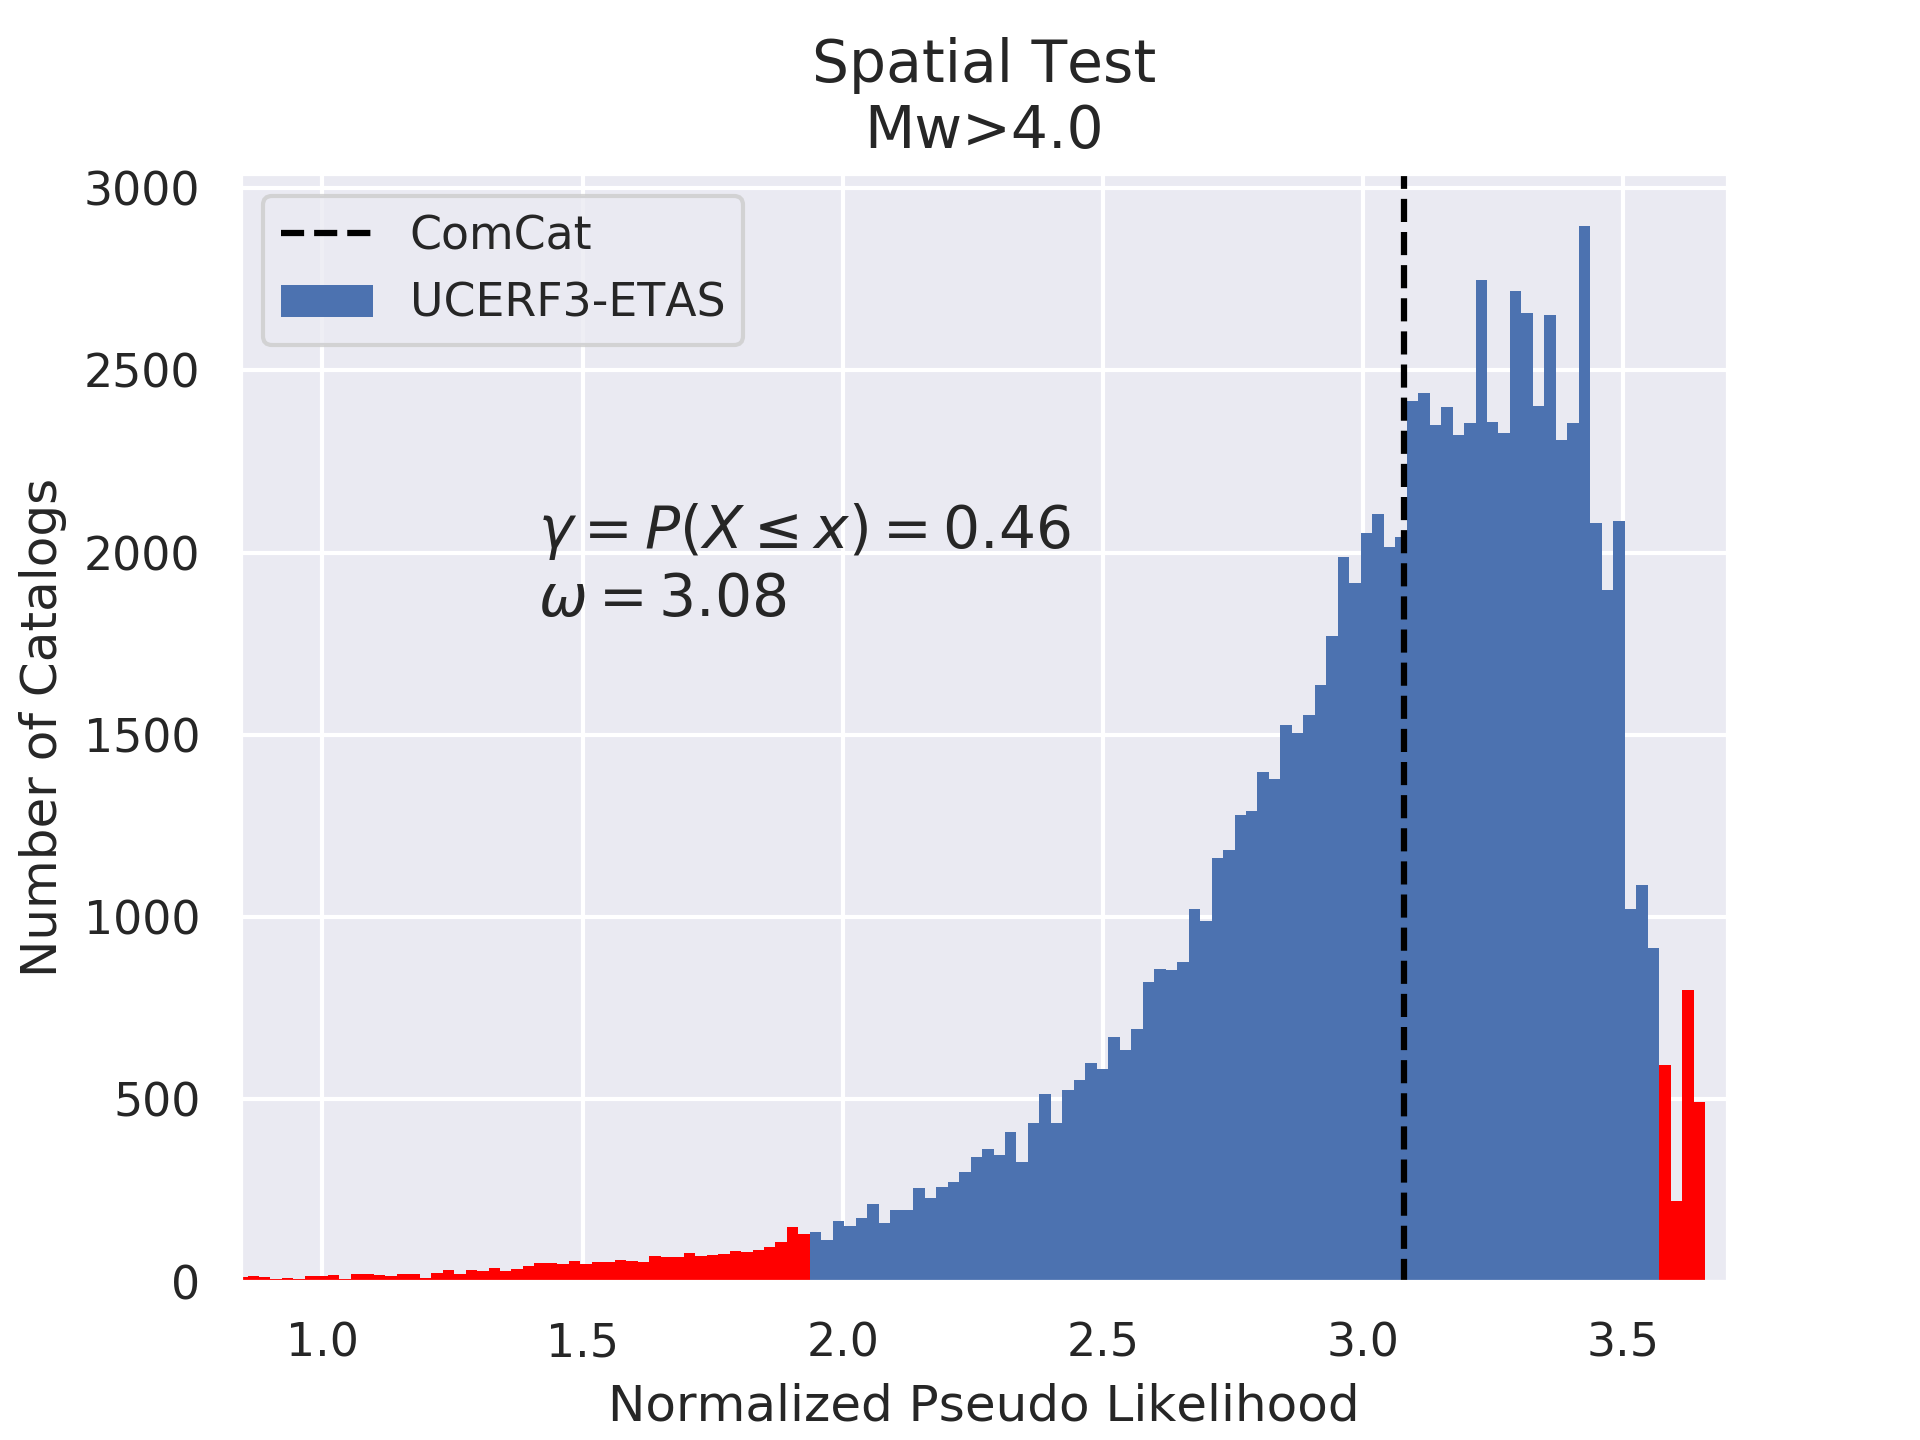 Spatial Test
Mw>4.0
3000
2500
2000
1500
1000
500
0
Number of Catalogs
ComCat
UCERF3-ETAS
γ = P(X ≤ x) = 0.46
ω = 3.08
1.0 1.5 2.0 2.5 3.0 3.5
Normalized Pseudo Likelihood